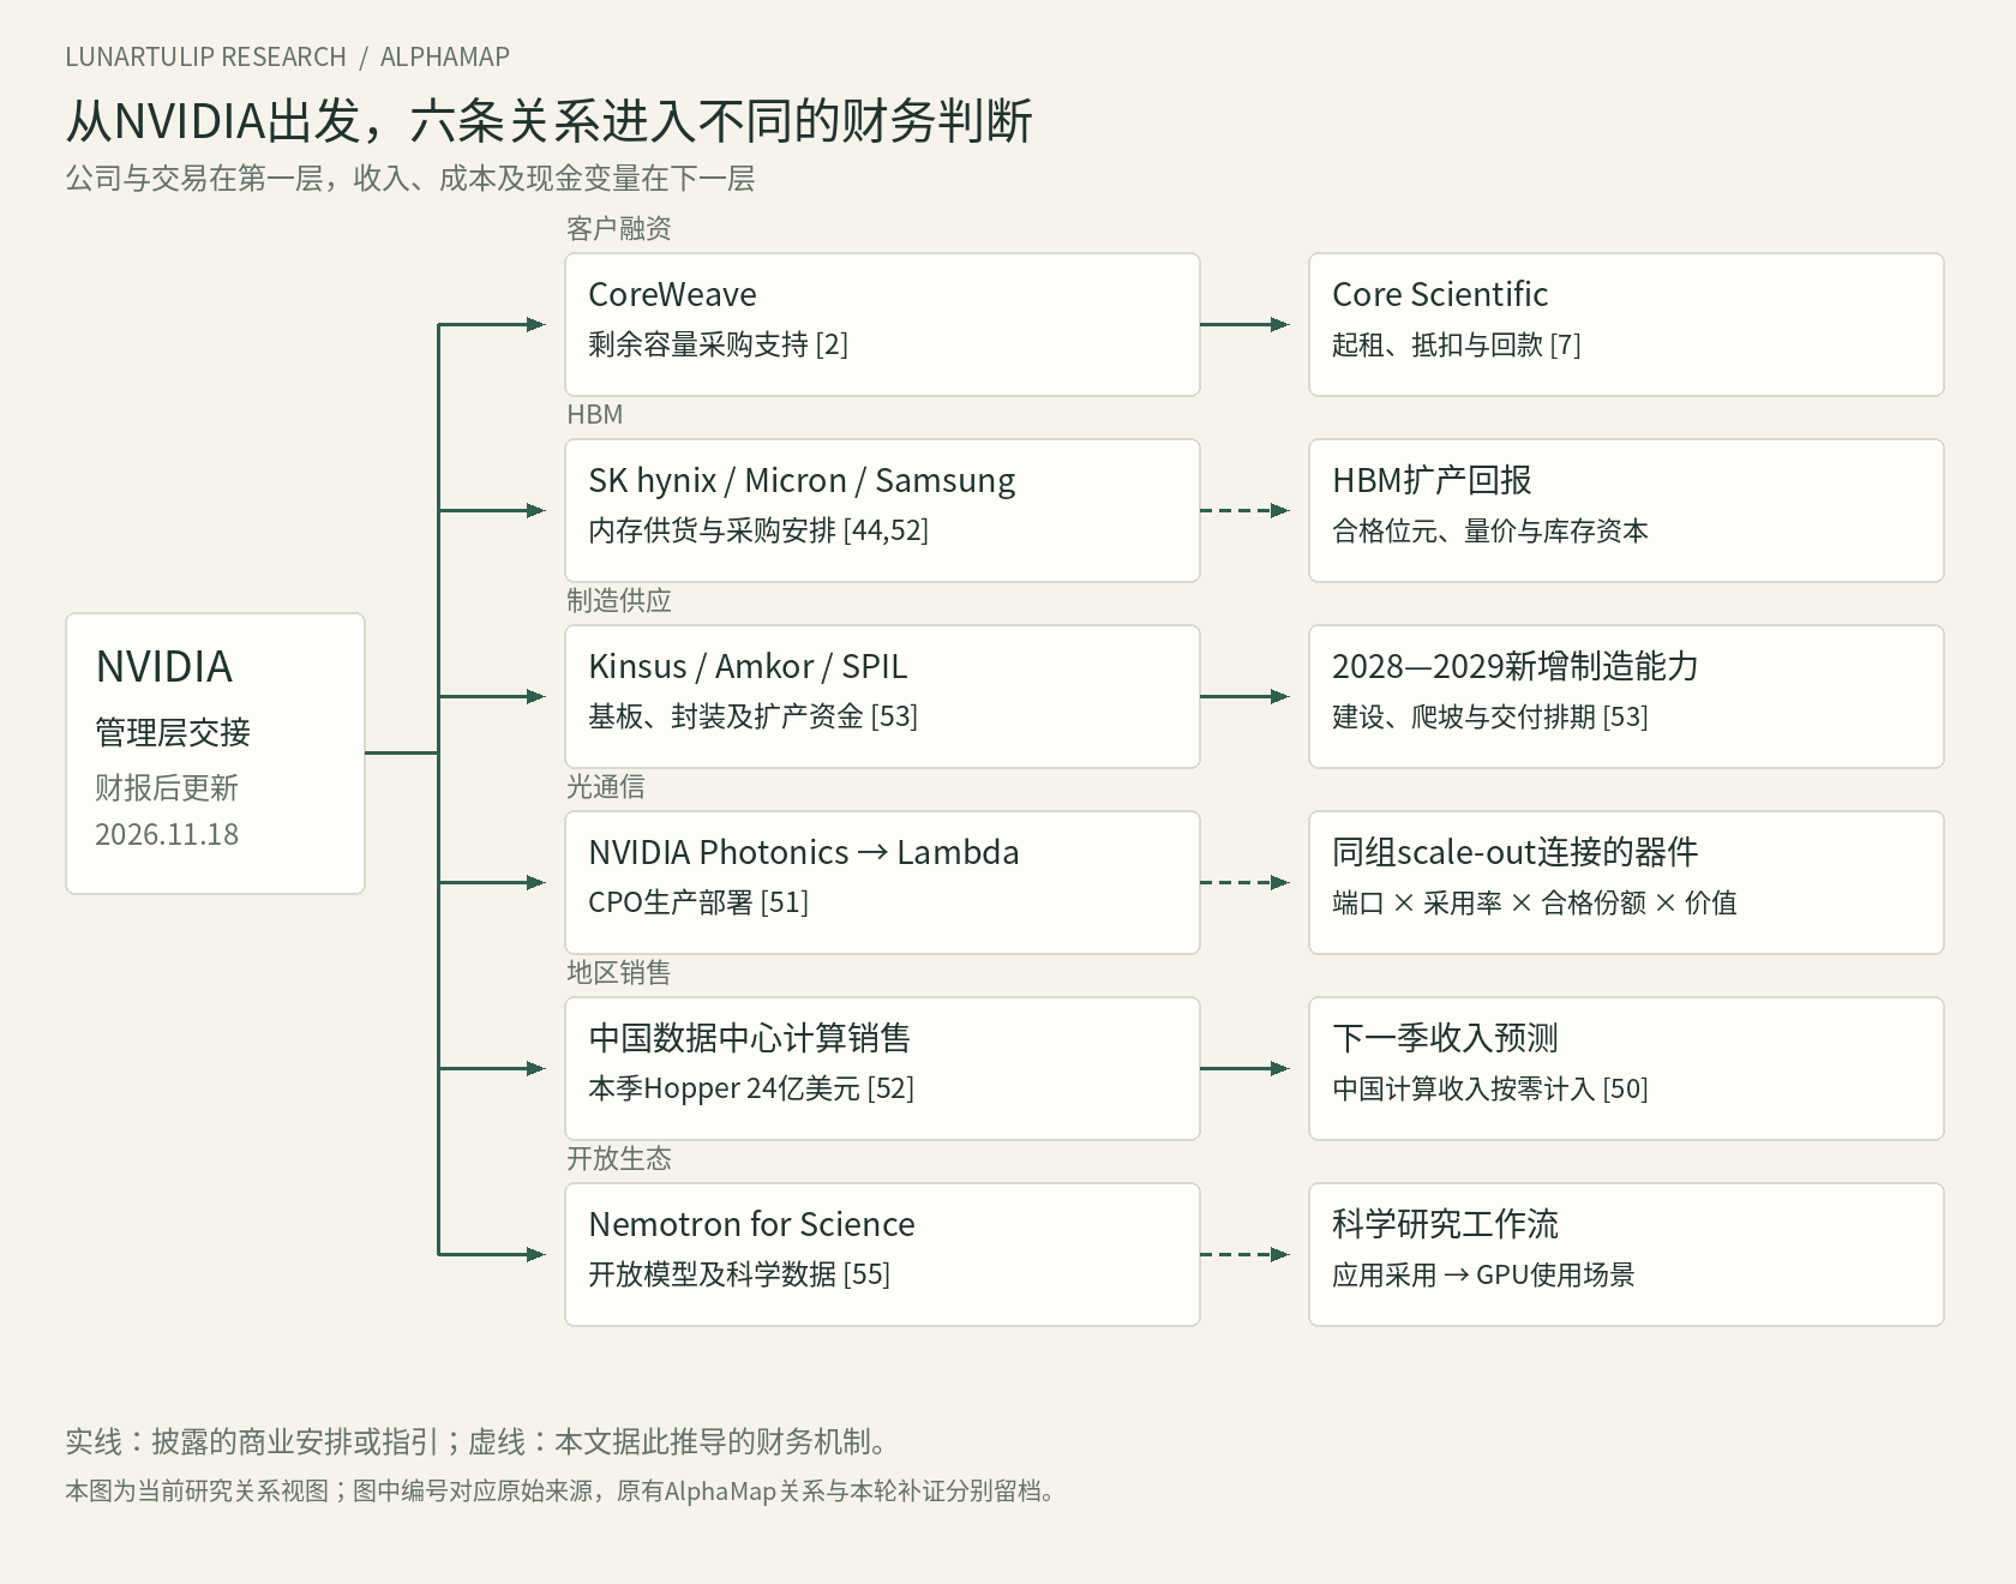 LUNARTULIP RESEARCH / ALPHAMAP
从NVIDIA出发，六条关系进入不同的财务判断
公司与交易在第一层，收入、成本及现金变量在下一层
NVIDIA
管理层交接
财报后更新
2026.11.18
客户融资
CoreWeave
剩余容量采购支持 [2]
Core Scientific
起租、抵扣与回款 [7]
HBM
SK hynix / Micron / Samsung
内存供货与采购安排 [44,52]
HBM扩产回报
合格位元、量价与库存资本
制造供应
Kinsus / Amkor / SPIL
基板、封装及扩产资金 [53]
2028—2029新增制造能力
建设、爬坡与交付排期 [53]
光通信
NVIDIA Photonics → Lambda
CPO生产部署 [51]
同组scale-out连接的器件
端口 × 采用率 × 合格份额 × 价值
地区销售
中国数据中心计算销售
本季Hopper 24亿美元 [52]
下一季收入预测
中国计算收入按零计入 [50]
开放生态
Nemotron for Science
开放模型及科学数据 [55]
科学研究工作流
应用采用 → GPU使用场景
实线：披露的商业安排或指引；虚线：本文据此推导的财务机制。
本图为当前研究关系视图；图中编号对应原始来源，原有AlphaMap关系与本轮补证分别留档。